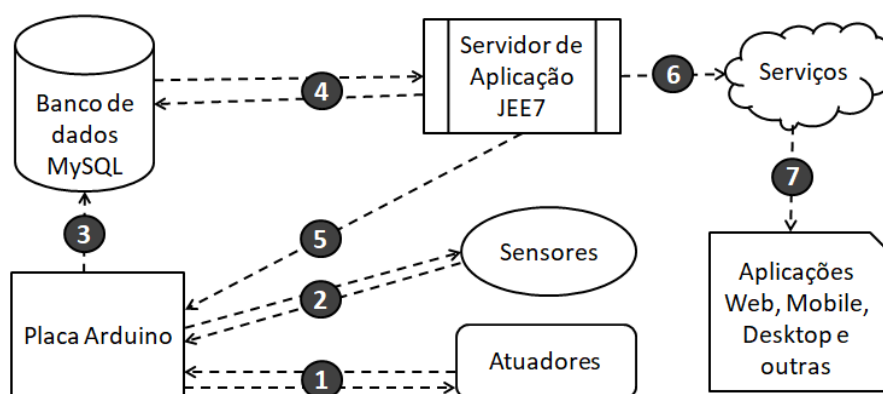 Banco de
dados
MySQL
4
Servidor de
Aplicação
JEE7
6
Serviços
3
5
7
Placa Arduino
2
Sensores
1
Atuadores
Aplicações
Web, Mobile,
Desktop e
outras